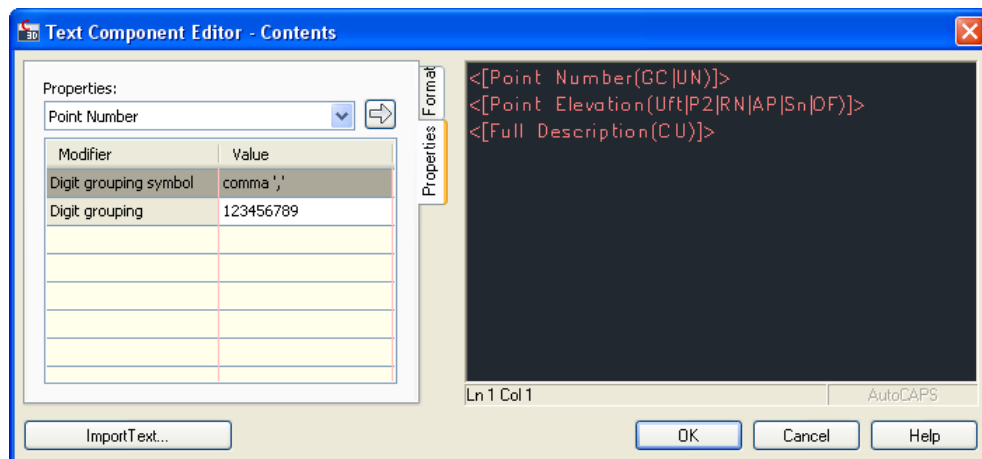 Text Component Editor - Contents
Properties:
Point Number
Modifier Value
Digit grouping symbol comma ','
Digit grouping 123456789
Format
Properties
<[Point Number(GC|UN)]>
<[Point Elevation(Uft|P2|RN|AP|Sn|OF)]>
<[Full Description(CU)]>
Ln 1 Col 1
AutoCAPS
ImportText...
OK
Cancel
Help